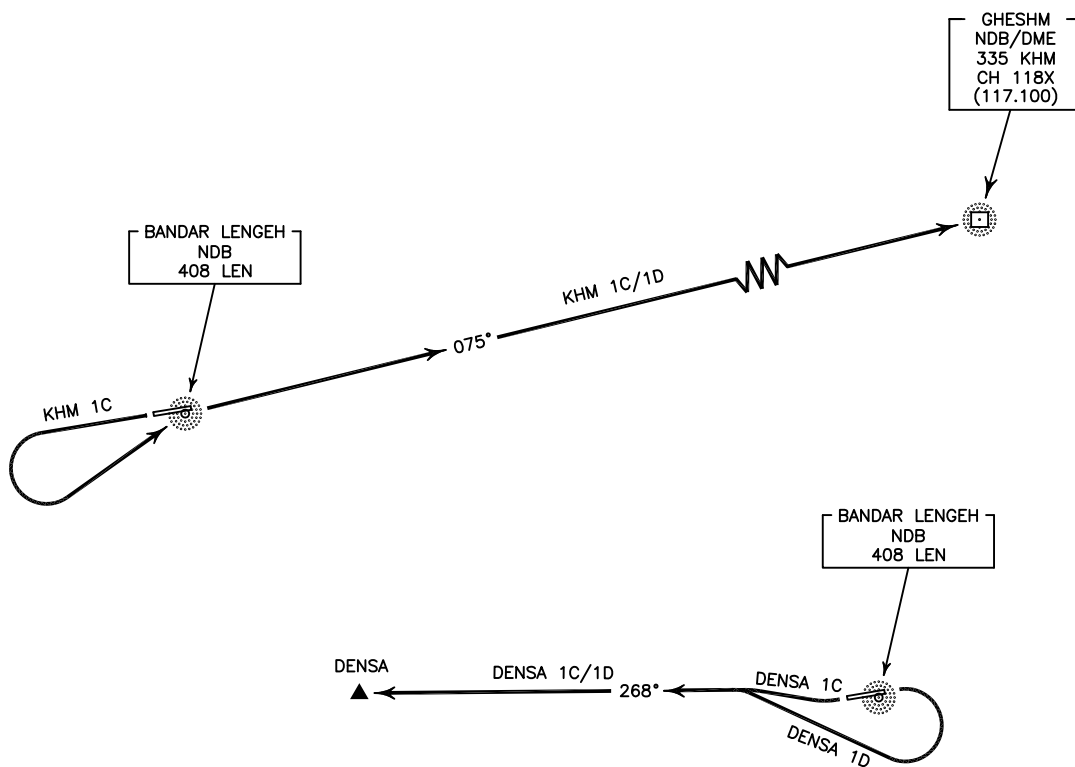 GHESHM
NDB/DME
335 KHM
CH 118X
(117.100)
BANDAR LENGEH
NDB
408 LEN
KHM 1C/1D
075°
KHM 1C
BANDAR LENGEH
NDB
408 LEN
DENSA
DENSA 1C/1D
268°
DENSA 1C
DENSA 1D